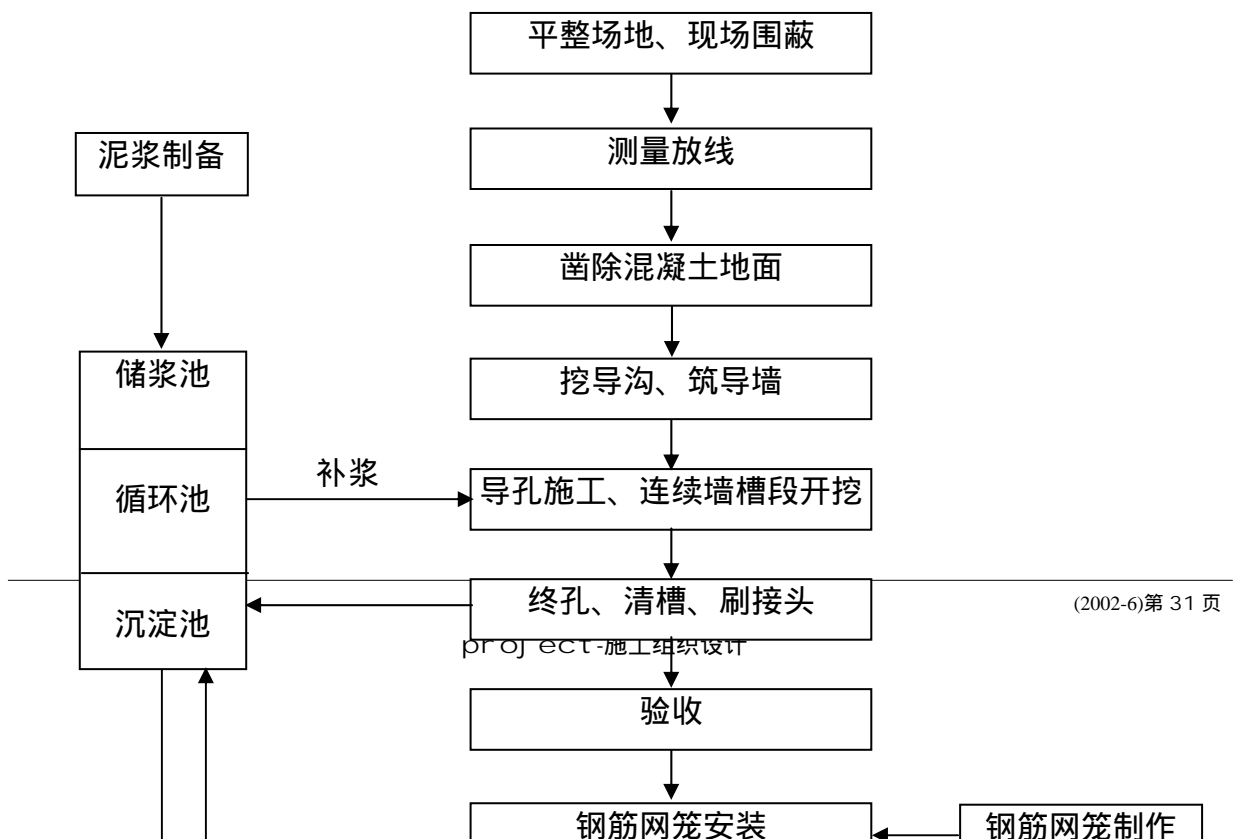 平整场地、现场围蔽
测量放线
泥浆制备
凿除混凝土地面
储浆池
挖导沟、筑导墙
补浆
循环池
导孔施工、连续墙槽段开挖
终孔、清槽、刷接头
(2002-6)第 31 页
沉淀池
project-施工组织设计
验收
钢筋网笼安装
钢筋网笼制作